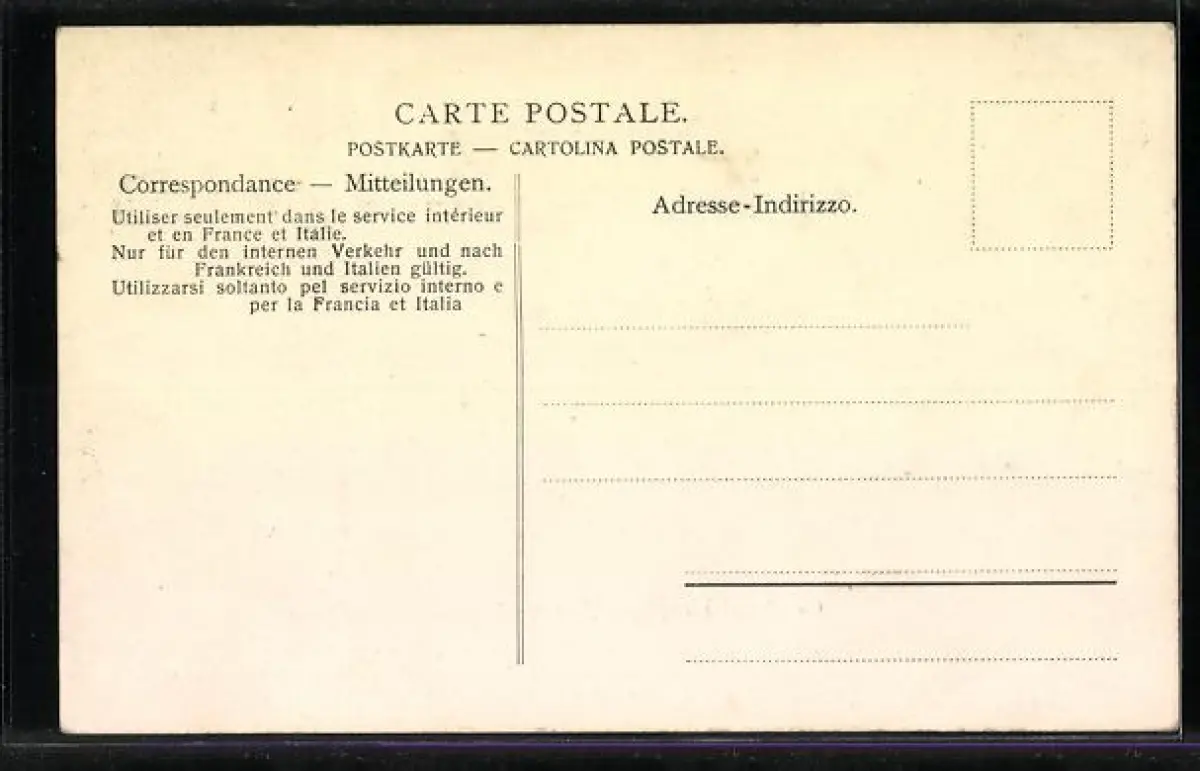 CARTE POSTALE.
POSTKARTE — CARTOLINA POSTALE.
Correspondance — Mitteilungen.
Utiliser seulement dans le service intérieur
et en France et Italie.
Nur für den internen Verkehr und nach
Frankreich und Italien gültig.
Utilizzarsi soltanto pel servizio interno e
per la Francia et Italia
Adresse-Indirizzo.